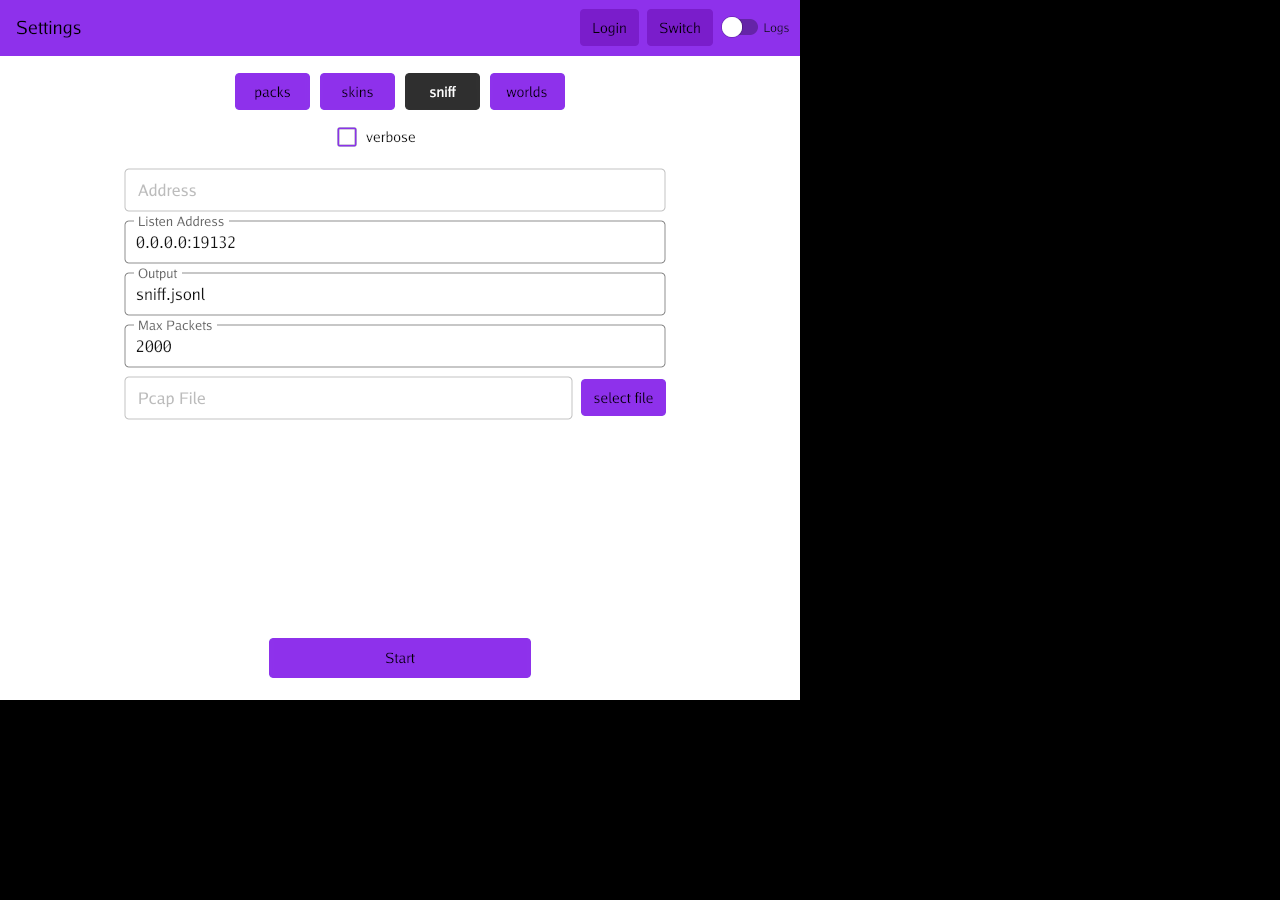 Settings
Login
Switch
Logs
packs
skins
sniff
worlds
verbose
Address
Listen Address
0.0.0.0:19132
Output
sniff.jsonl
Max Packets
2000
Pcap File
select file
Start